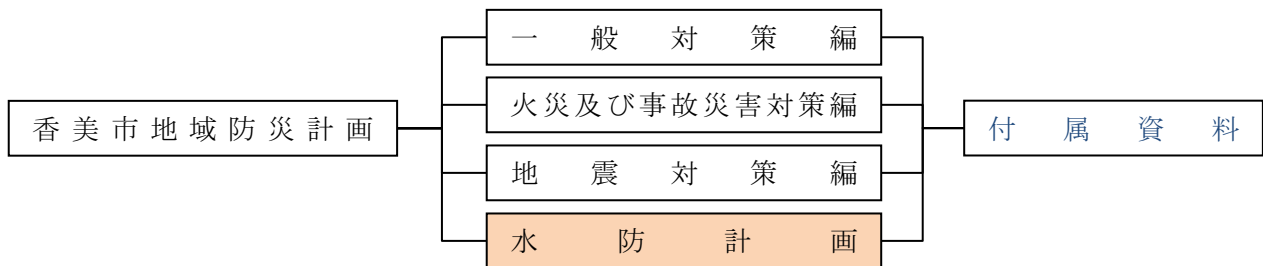 香美市地域防災計画
一般対策編
火災及び事故災害対策編
地震対策編
水防計画
付属資料